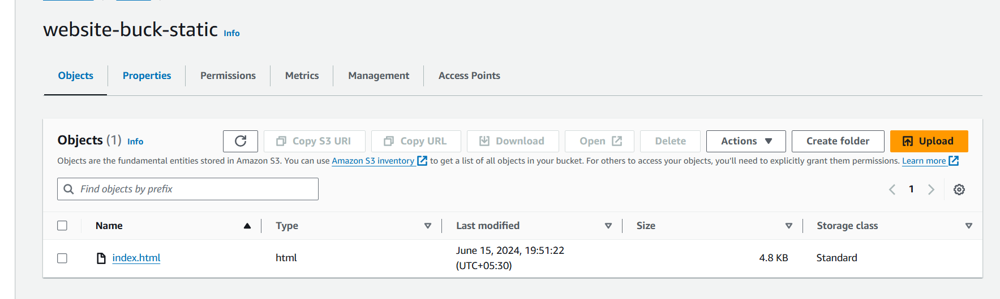 website-buck-static Info
Objects Properties Permissions Metrics Management Access Points
Objects (1) Info Copy S3 URI Copy URL Download Open Delete Actions Create folder Upload
Objects are the fundamental entities stored in Amazon S3. You can use Amazon S3 inventory to get a list of all objects in your bucket. For others to access your objects, you'll need to explicitly grant them permissions. Learn more
Find objects by prefix 1
Name Type Last modified Size Storage class
index.html html June 15, 2024, 19:51:22 (UTC+05:30) 4.8 KB Standard